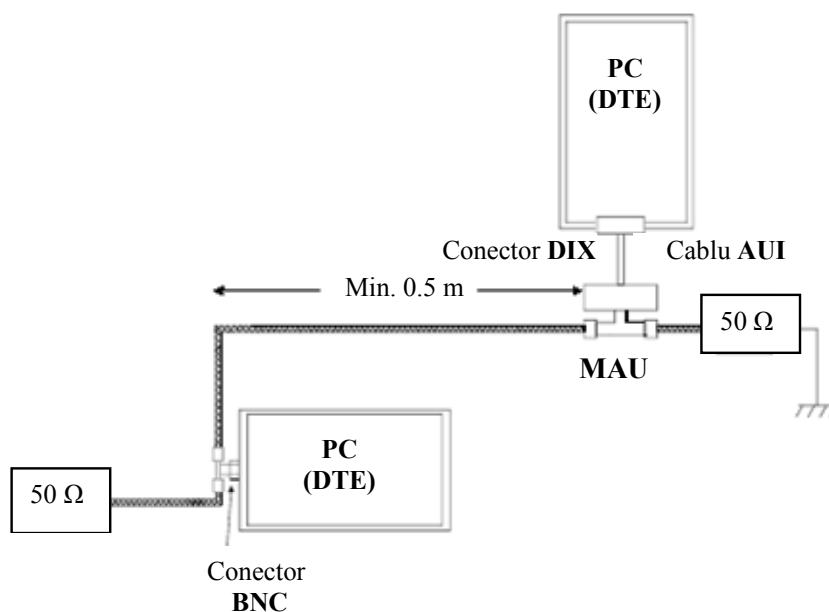 PC
(DTE)
Conector DIX
Cablu AUI
Min. 0.5 m
50 Ω
MAU
PC
(DTE)
50 Ω
Conector
BNC